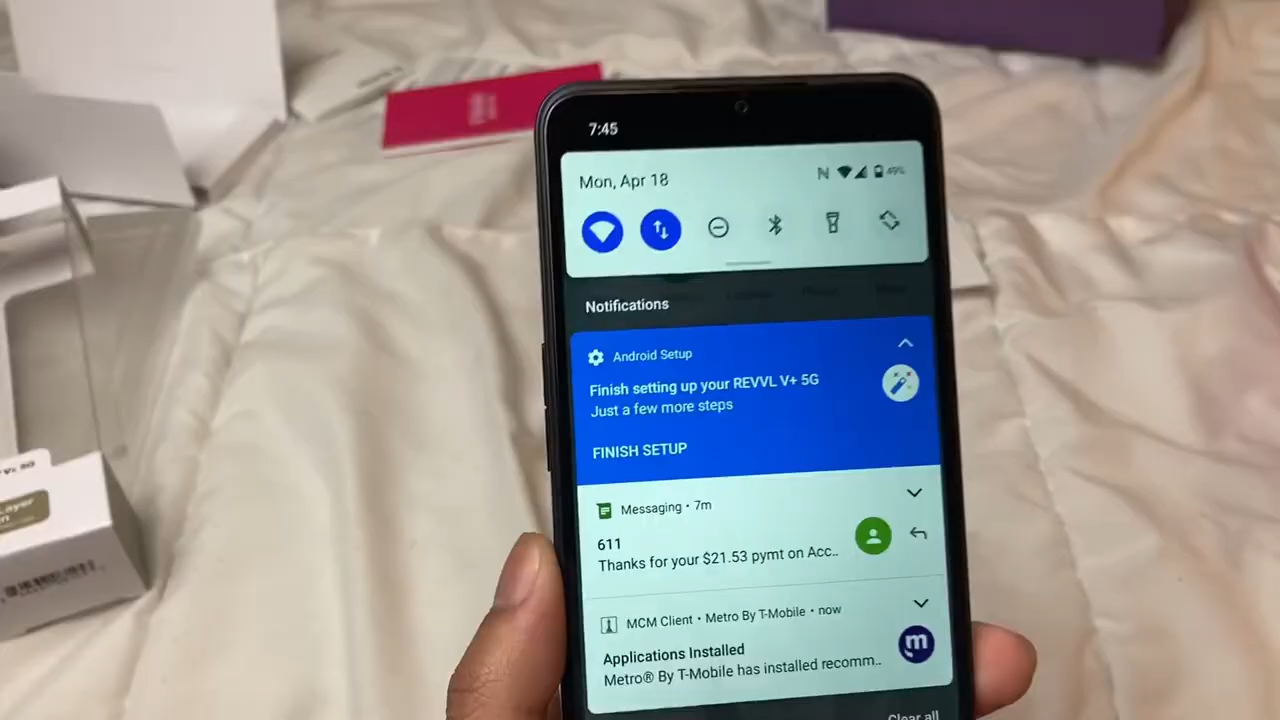 7:45
Mon, Apr 18
49%
Notifications
Android Setup
Finish setting up your REVVL V+ 5G
Just a few more steps
FINISH SETUP
Messaging • 7m
611
Thanks for your $21.53 pymt on Acc..
MCM Client • Metro By T-Mobile • now
Applications Installed
Metro® By T-Mobile has installed recomm..
m
Clear all